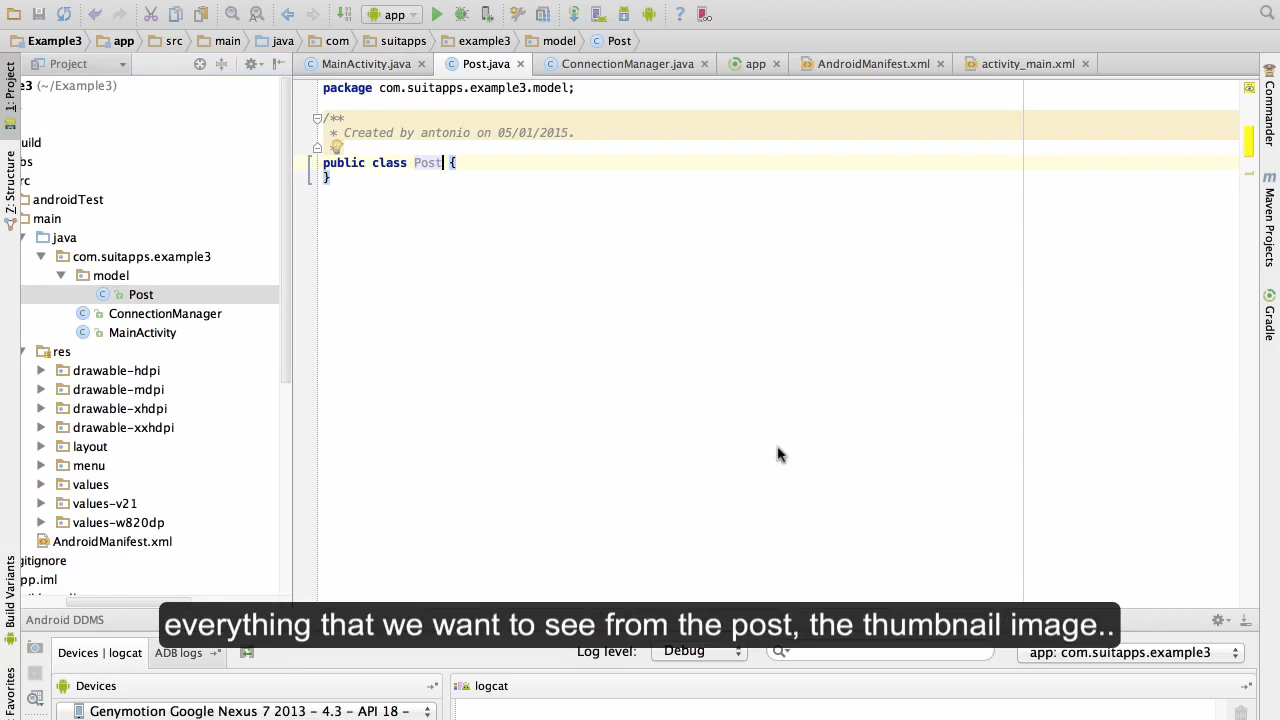 app
Example3
app
src
main
java
com
suitapps
example3
model
Post
1: Project
Project
MainActivity.java
Post.java
ConnectionManager.java
app
AndroidManifest.xml
activity_main.xml
Commander
e3 (~/Example3)
uild
bs
rc
androidTest
main
java
com.suitapps.example3
model
Post
ConnectionManager
MainActivity
res
drawable-hdpi
drawable-mdpi
drawable-xhdpi
drawable-xxhdpi
layout
menu
values
values-v21
values-w820dp
AndroidManifest.xml
gitignore
pp.iml
package com.suitapps.example3.model;
/**
* Created by antonio on 05/01/2015.
public class Post {
}
Z: Structure
Maven Projects
Gradle
Build Variants
Favorites
everything that we want to see from the post, the thumbnail image..
Android DDMS
Devices | logcat
ADB logs
Log level:
Debug
app: com.suitapps.example3
Devices
logcat
Genymotion Google Nexus 7 2013 - 4.3 - API 18 -